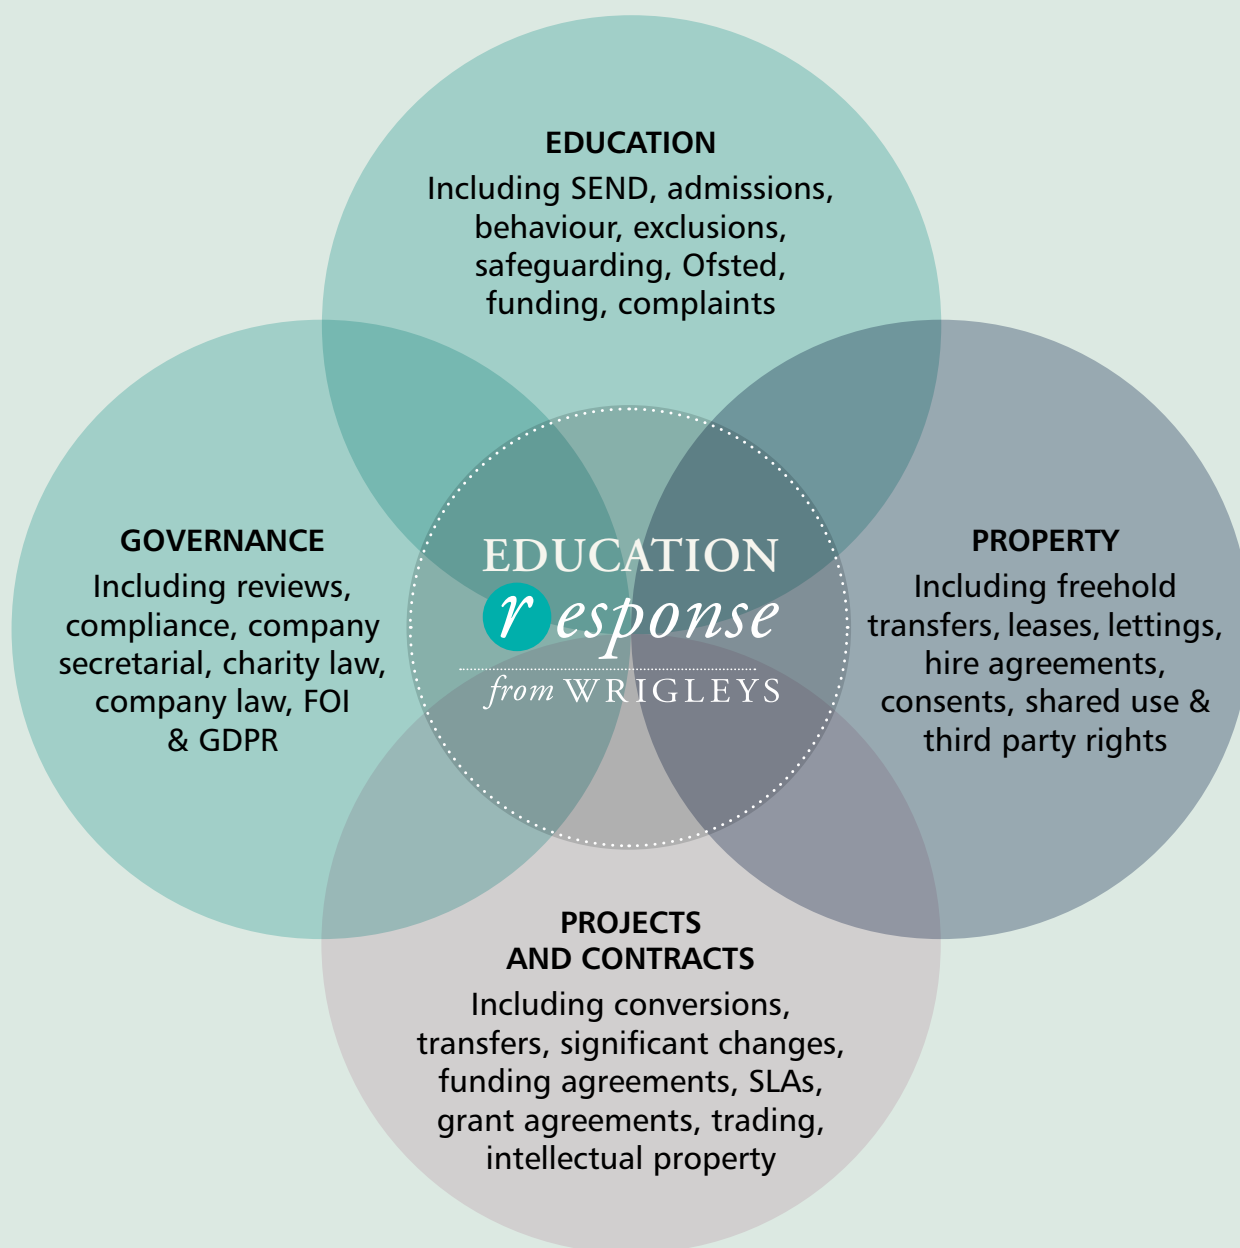 EDUCATION
Including SEND, admissions,
behaviour, exclusions,
safeguarding, Ofsted,
funding, complaints
GOVERNANCE
Including reviews,
compliance, company
secretarial, charity law,
company law, FOI
& GDPR
EDUCATION
response
from WRIGLEYS
PROPERTY
Including freehold
transfers, leases, lettings,
hire agreements,
consents, shared use &
third party rights
PROJECTS
AND CONTRACTS
Including conversions,
transfers, significant changes,
funding agreements, SLAs,
grant agreements, trading,
intellectual property